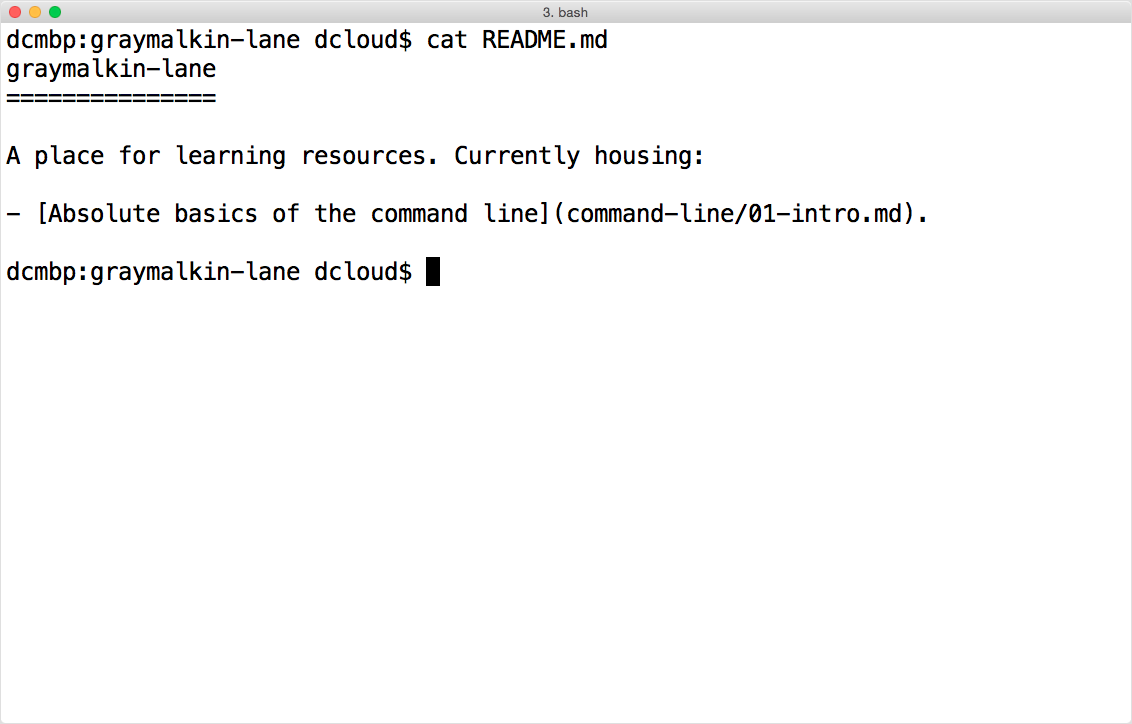 3. bash
dcmbp:graymalkin-lane dcloud$ cat README.md
graymalkin-lane
===============
A place for learning resources. Currently housing:
- [Absolute basics of the command line](command-line/01-intro.md).
dcmbp:graymalkin-lane dcloud$